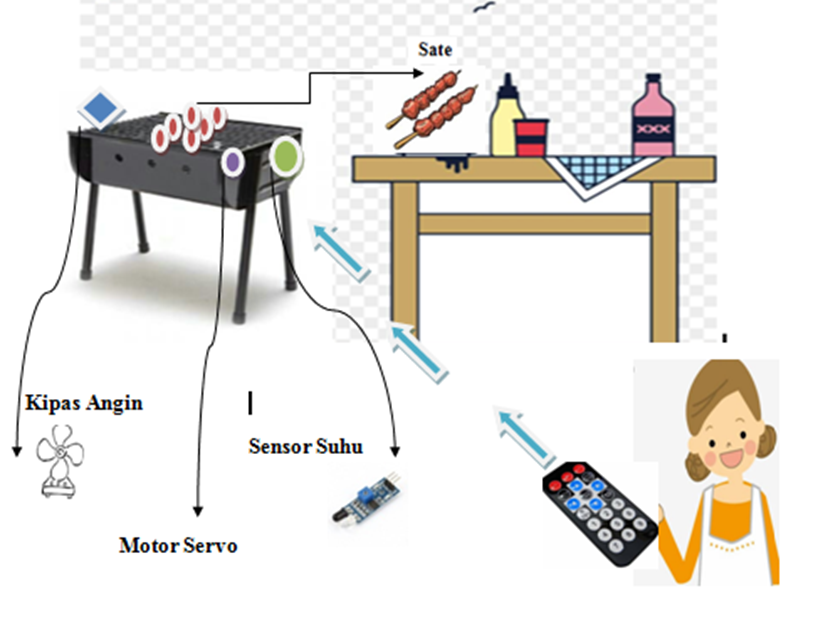 Sate
Kipas Angin
Sensor Suhu
Motor Servo